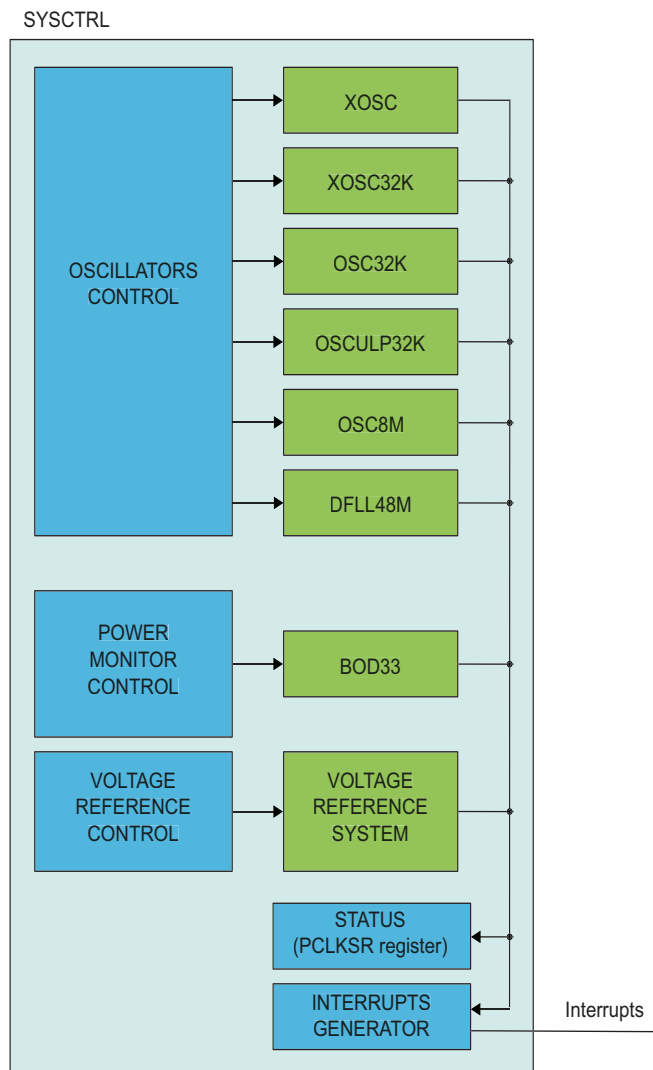 SYSCTRL
OSCILLATORS
CONTROL
XOSC
XOSC32K
OSC32K
OSCULP32K
OSC8M
DFLL48M
POWER
MONITOR
CONTROL
BOD33
VOLTAGE
REFERENCE
CONTROL
VOLTAGE
REFERENCE
SYSTEM
STATUS
(PCLKSR register)
INTERRUPTS
GENERATOR
Interrupts